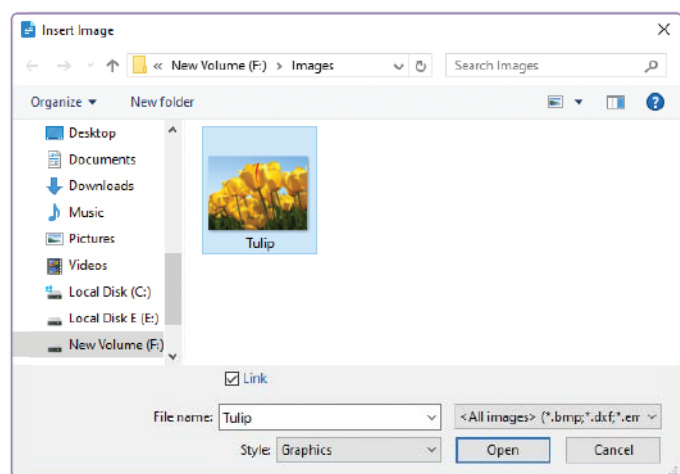 Insert Image
« New Volume (F:) > Images
Search Images
Organize
New folder
Desktop
Documents
Downloads
Music
Pictures
Videos
Local Disk (C:)
Local Disk E (E:)
New Volume (F:)
Tulip
Link
File name: Tulip
<All images> (*.bmp;*.dxf;*.em
Style: Graphics
Open
Cancel